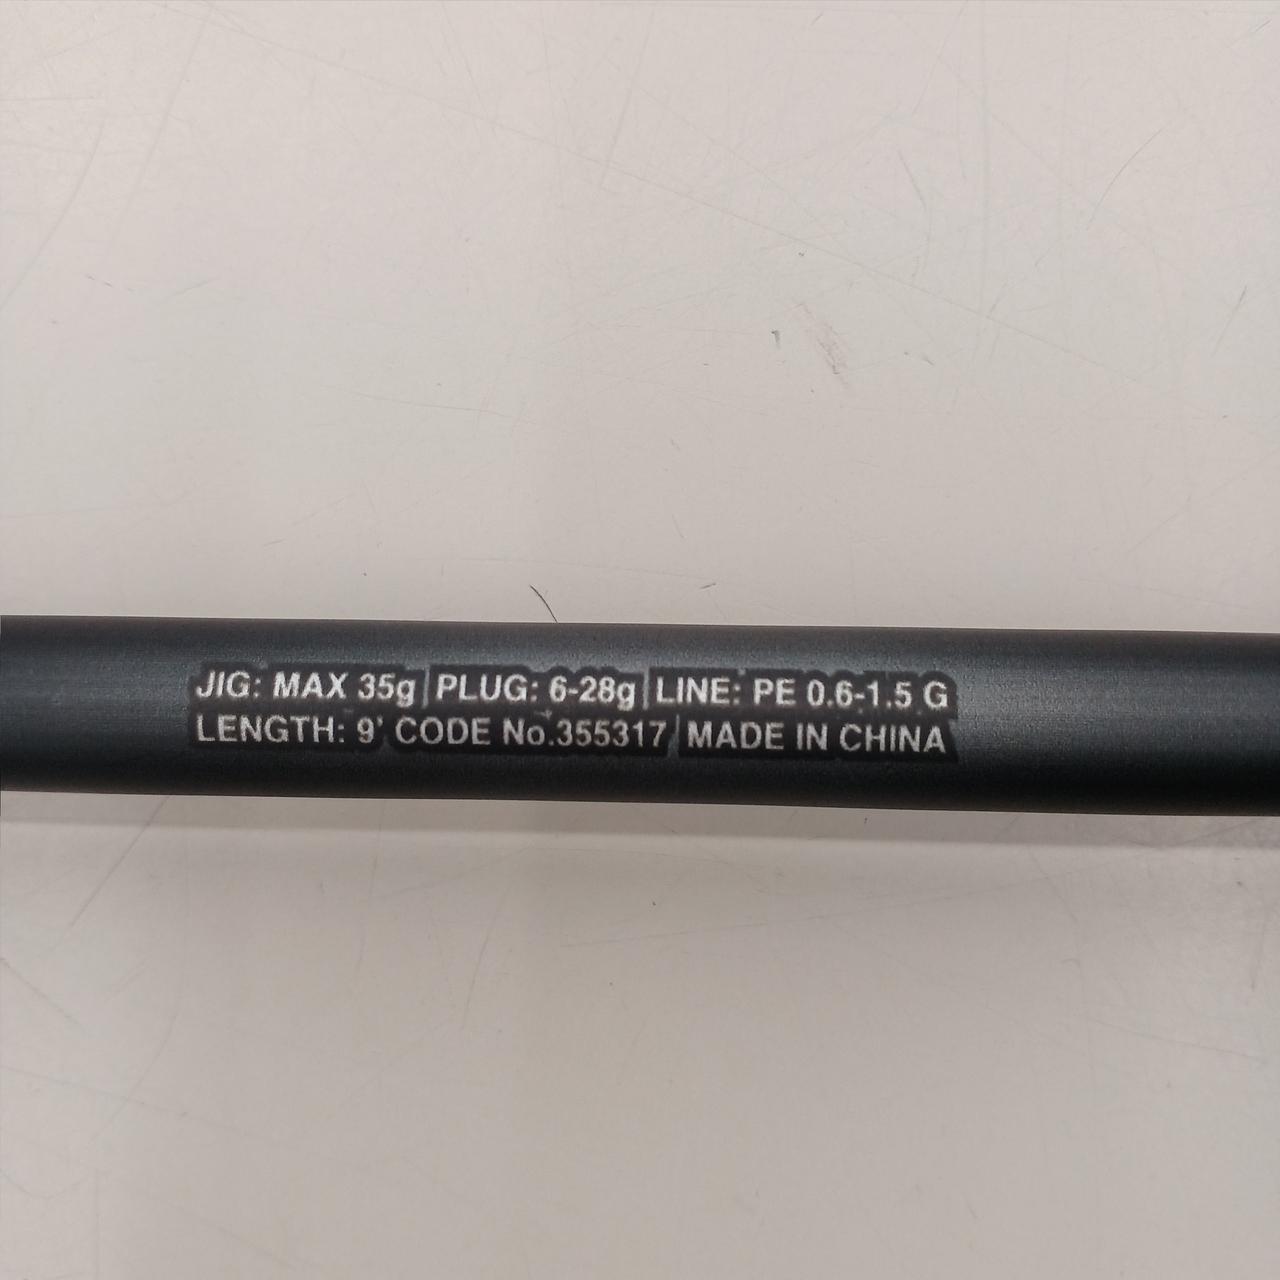 JIG: MAX 35g | PLUG: 6-28g | LINE: PE 0.6-1.5 G
LENGTH: 9' CODE No.355317 | MADE IN CHINA